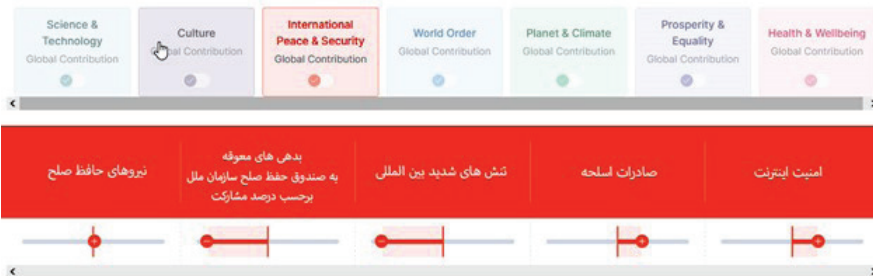 Science &
Technology
Global Contribution
Culture
Global Contribution
International
Peace & Security
Global Contribution
World Order
Global Contribution
Planet & Climate
Global Contribution
Prosperity &
Equality
Global Contribution
Health & Wellbeing
Global Contribution
امنیت اینترنت
صادرات اسلحه
تنش های شدید بین المللی
بدهی های معوقه
به صندوق حفظ صلح سازمان ملل
برحسب درصد مشارکت
نیروهای حافظ صلح